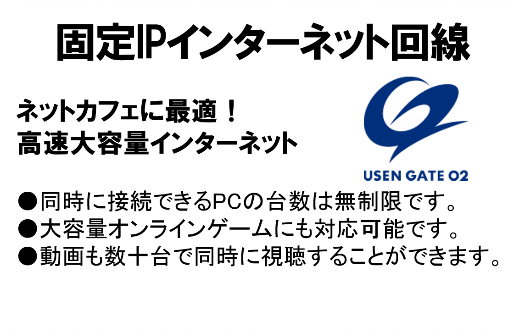 固定IPインターネット回線
ネットカフェに最適！
高速大容量インターネット
USEN GATE 02
●同時に接続できるPCの台数は無制限です。
●大容量オンラインゲームにも対応可能です。
●動画も数十台で同時に視聴することができます。